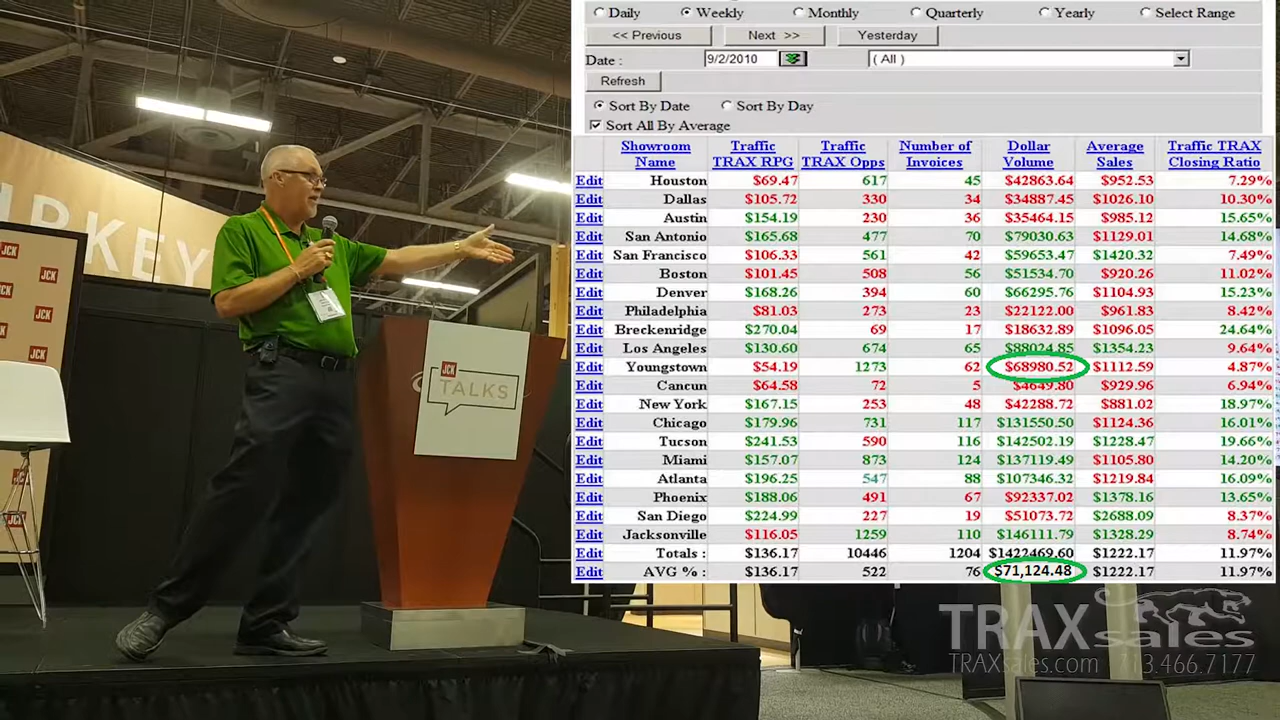 Daily Weekly Monthly Quarterly Yearly Select Range
<< Previous Next >> Yesterday
Date : 9/2/2010 ( All )
Refresh
Sort By Date Sort By Day
Sort All By Average
Showroom Name Traffic TRAX RPG Traffic TRAX Opps Number of Invoices Dollar Volume Average Sales Traffic TRAX Closing Ratio
Edit Houston $69.47 617 45 $42863.64 $952.53 7.29%
Edit Dallas $105.72 330 34 $34887.45 $1026.10 10.30%
Edit Austin $154.19 230 36 $35464.15 $985.12 15.65%
Edit San Antonio $165.68 477 70 $79030.63 $1129.01 14.68%
Edit San Francisco $106.33 561 42 $59653.47 $1420.32 7.49%
Edit Boston $101.45 508 56 $51534.70 $920.26 11.02%
Edit Denver $168.26 394 60 $66295.76 $1104.93 15.23%
Edit Philadelphia $81.03 273 23 $22122.00 $961.83 8.42%
Edit Breckenridge $270.04 69 17 $18632.89 $1096.05 24.64%
Edit Los Angeles $130.60 674 65 $88024.85 $1354.23 9.64%
Edit Youngstown $54.19 1273 62 $68980.52 $1112.59 4.87%
Edit Cancun $64.58 72 5 $4649.80 $929.96 6.94%
Edit New York $167.15 253 48 $42288.72 $881.02 18.97%
Edit Chicago $179.96 731 117 $131550.50 $1124.36 16.01%
Edit Tucson $241.53 590 116 $142502.19 $1228.47 19.66%
Edit Miami $157.07 873 124 $137119.49 $1105.80 14.20%
Edit Atlanta $196.25 547 88 $107346.32 $1219.84 16.09%
Edit Phoenix $188.06 491 67 $92337.02 $1378.16 13.65%
Edit San Diego $224.99 227 19 $51073.72 $2688.09 8.37%
Edit Jacksonville $116.05 1259 110 $146111.79 $1328.29 8.74%
Edit Totals : $136.17 10446 1204 $1422469.60 $1222.17 11.97%
Edit AVG % : $136.17 522 76 $71,124.48 $1222.17 11.97%
RKEY
JCK
JCK
JCK
JCK
JCK
JCK
JCK
JCK
JCK
TALKS
TRAXsales
TRAXsales.com 713.466.7177